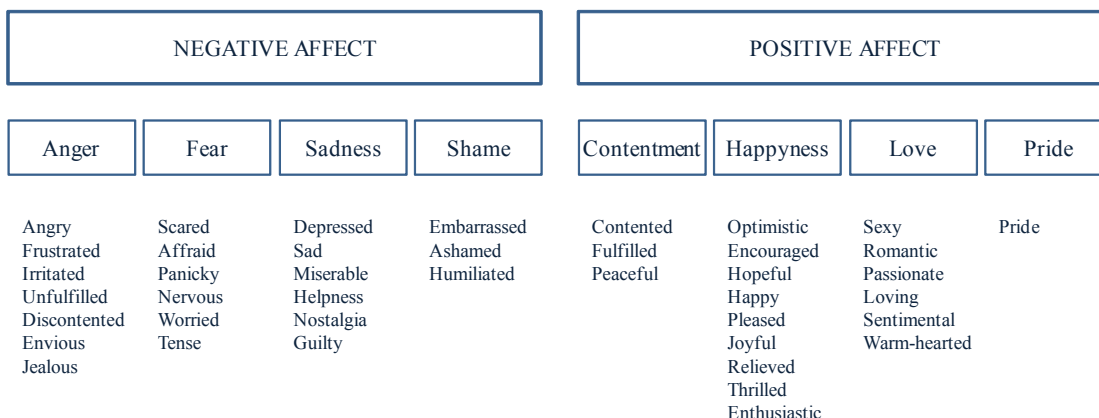 NEGATIVE AFFECT
POSITIVE AFFECT
Anger
Fear
Sadness
Shame
Contentment
Happyness
Love
Pride
Angry
Frustrated
Irritated
Unfulfilled
Discontented
Envious
Jealous
Scared
Affraid
Panicky
Nervous
Worried
Tense
Depressed
Sad
Miserable
Helpness
Nostalgia
Guilty
Embarrassed
Ashamed
Humiliated
Contented
Fulfilled
Peaceful
Optimistic
Encouraged
Hopeful
Happy
Pleased
Joyful
Relieved
Thrilled
Enthusiastic
Sexy
Romantic
Passionate
Loving
Sentimental
Warm-hearted
Pride